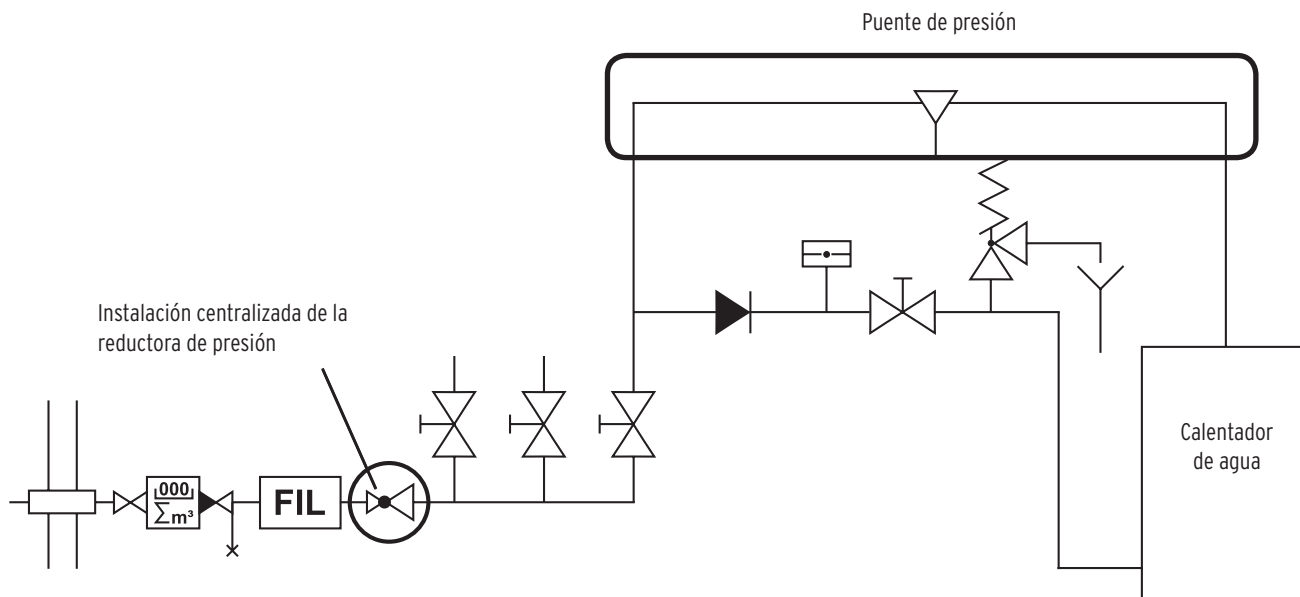 Puente de presión
Instalación centralizada de la
reductora de presión
Calentador
de agua
000
∑m³
FIL